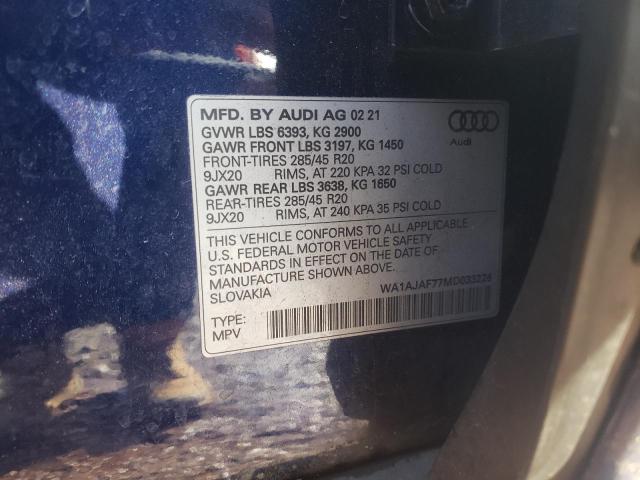 MFD. BY AUDI AG 02 21
GVWR LBS 6393, KG 2900
GAWR FRONT LBS 3197, KG 1450
FRONT-TIRES 285/45 R20
9JX20 RIMS, AT 220 KPA 32 PSI COLD
GAWR REAR LBS 3638, KG 1650
REAR-TIRES 285/45 R20
9JX20 RIMS, AT 240 KPA 35 PSI COLD
Audi
THIS VEHICLE CONFORMS TO ALL APPLICABLE
U.S. FEDERAL MOTOR VEHICLE SAFETY
STANDARDS IN EFFECT ON THE DATE OF
MANUFACTURE SHOWN ABOVE.
SLOVAKIA
WA1AJAF77MD033226
TYPE:
MPV